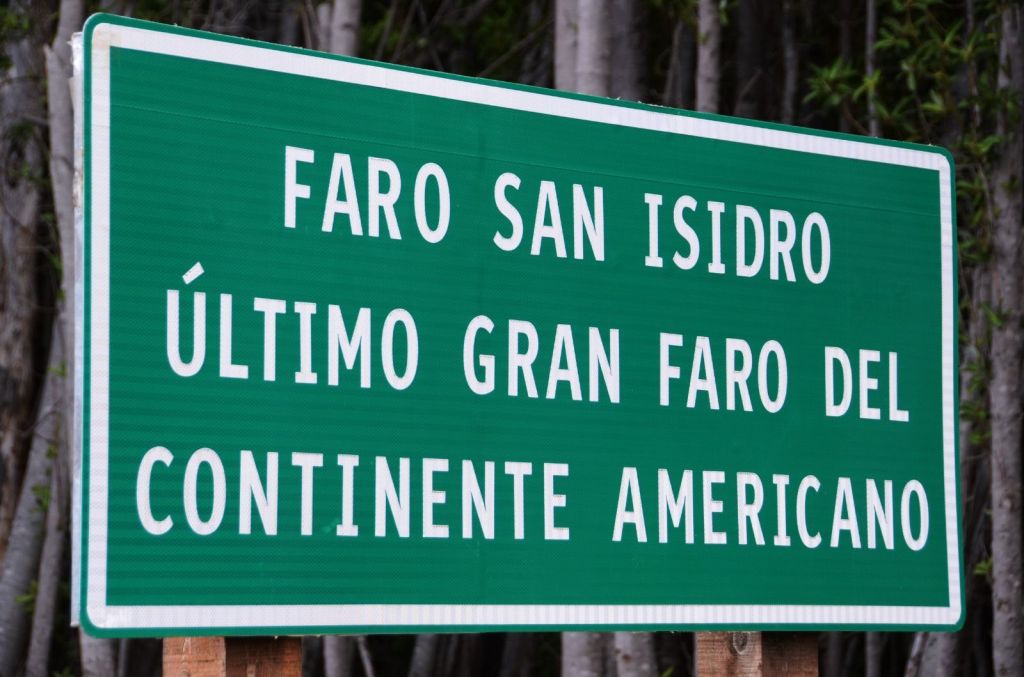 FARO SAN ISIDRO
ÚLTIMO GRAN FARO DEL
CONTINENTE AMERICANO